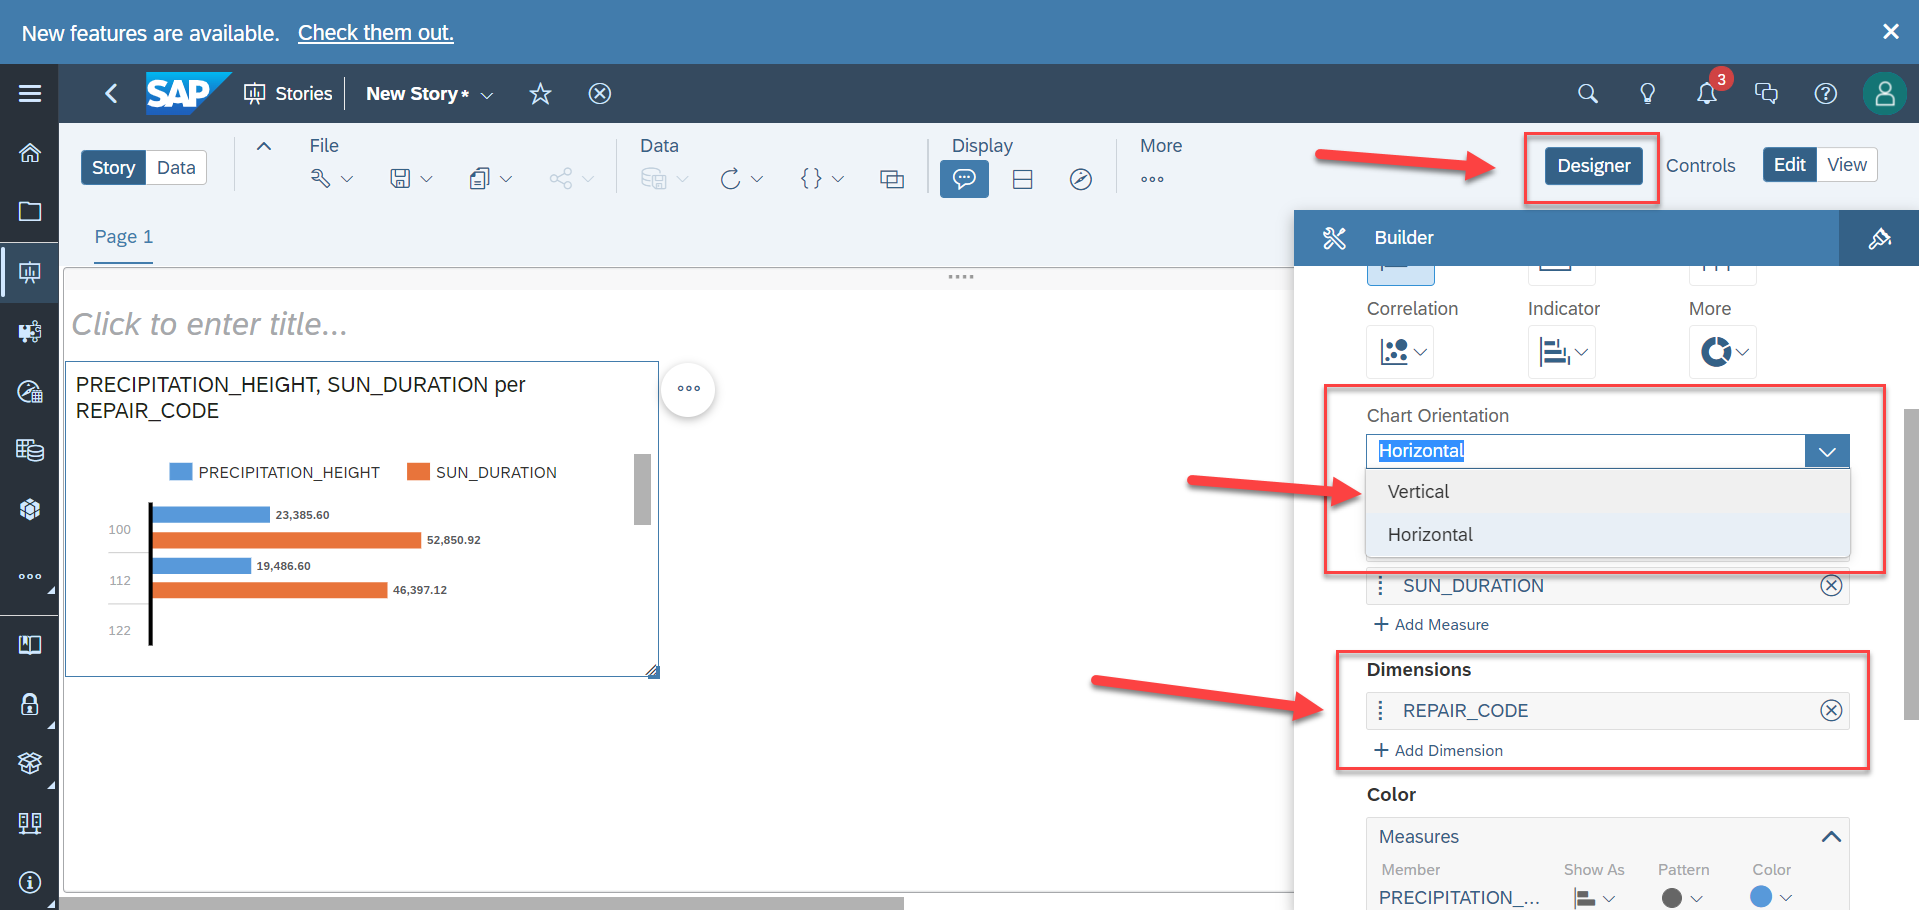 New features are available. Check them out.
SAP Stories New Story* 3
Story Data
File
Data
Display
More
Designer
Controls
Edit View
Page 1
Builder
Click to enter title...
PRECIPITATION_HEIGHT, SUN_DURATION per
REPAIR_CODE
PRECIPITATION_HEIGHT SUN_DURATION
100
23,385.60
52,850.92
112
19,486.60
46,397.12
122
Correlation Indicator More
Chart Orientation
Horizontal
Vertical
Horizontal
SUN_DURATION
+ Add Measure
Dimensions
REPAIR_CODE
+ Add Dimension
Color
Measures
Member Show As Pattern Color
PRECIPITATION_...